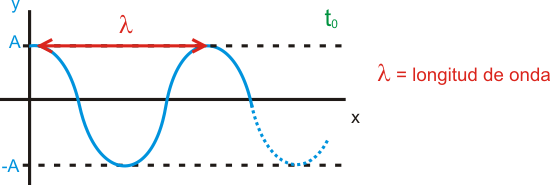 y
λ
t₀
A
λ = longitud de onda
x
-A